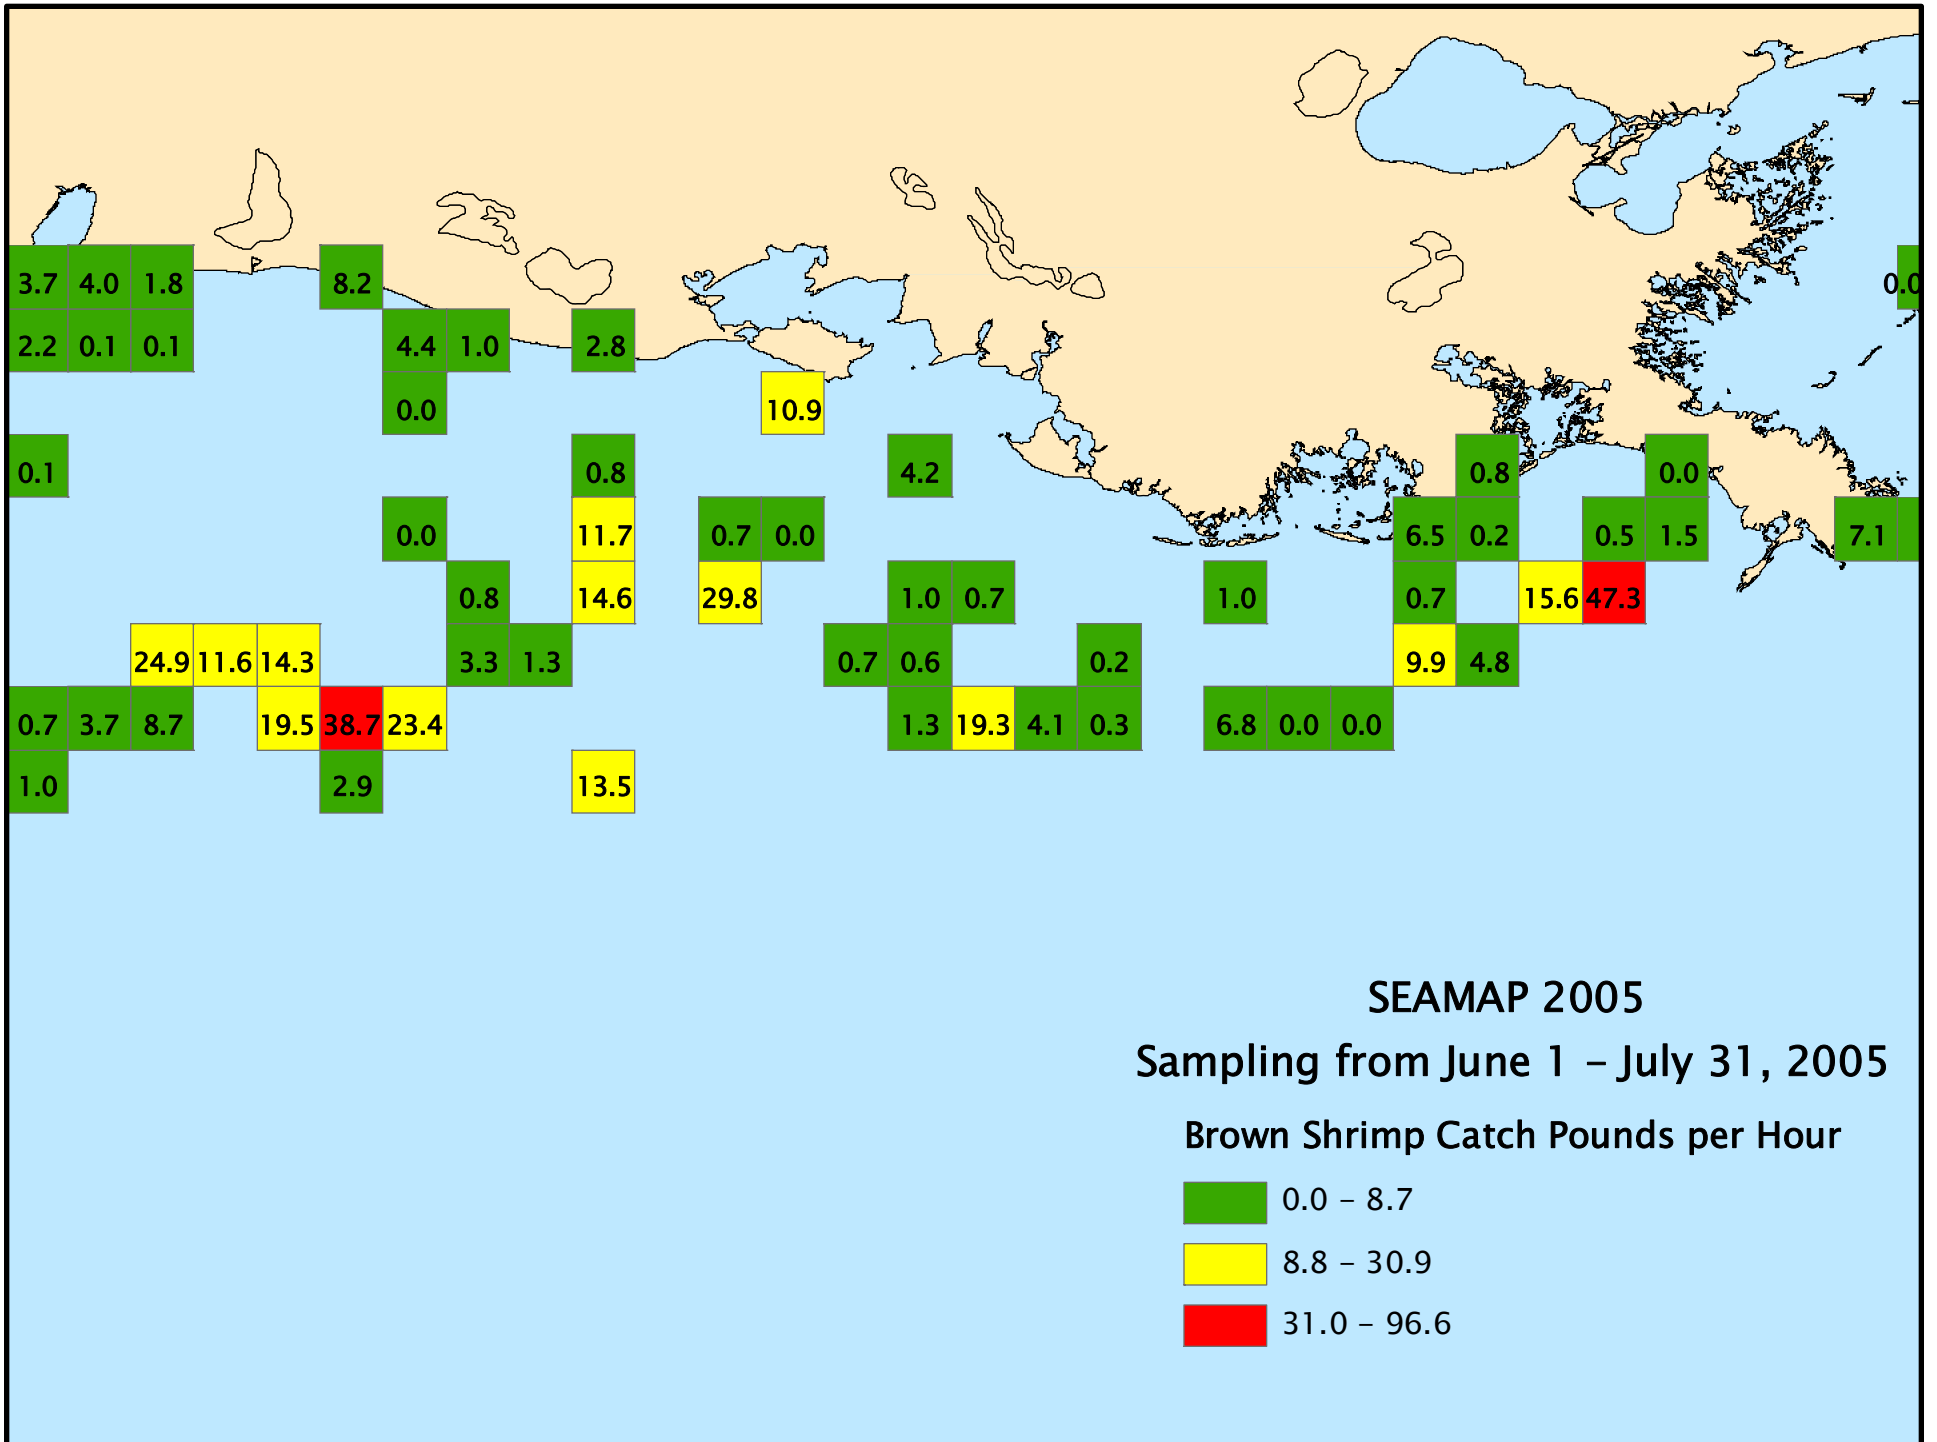 3.7 4.0 1.8 8.2 0.0
2.2 0.1 0.1 4.4 1.0 2.8
0.0 10.9
0.1 0.8 4.2 0.8 0.0
0.0 11.7 0.7 0.0 6.5 0.2 0.5 1.5 7.1
0.8 14.6 29.8 1.0 0.7 1.0 0.7 15.6 47.3
24.9 11.6 14.3 3.3 1.3 0.7 0.6 0.2 9.9 4.8
0.7 3.7 8.7 19.5 38.7 23.4 1.3 19.3 4.1 0.3 6.8 0.0 0.0
1.0 2.9 13.5
SEAMAP 2005
Sampling from June 1 – July 31, 2005
Brown Shrimp Catch Pounds per Hour
0.0 – 8.7
8.8 – 30.9
31.0 – 96.6